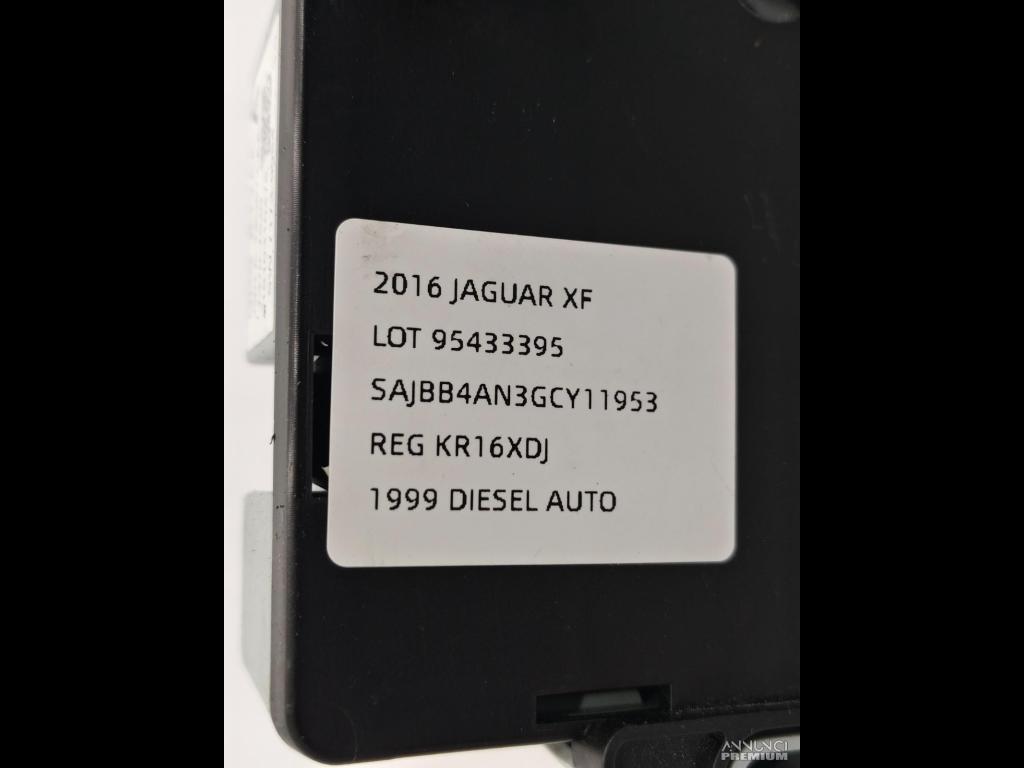 2016 JAGUAR XF
LOT 95433395
SAJBB4AN3GCY11953
REG KR16XDJ
1999 DIESEL AUTO
ANNUNCI
PREMIUM